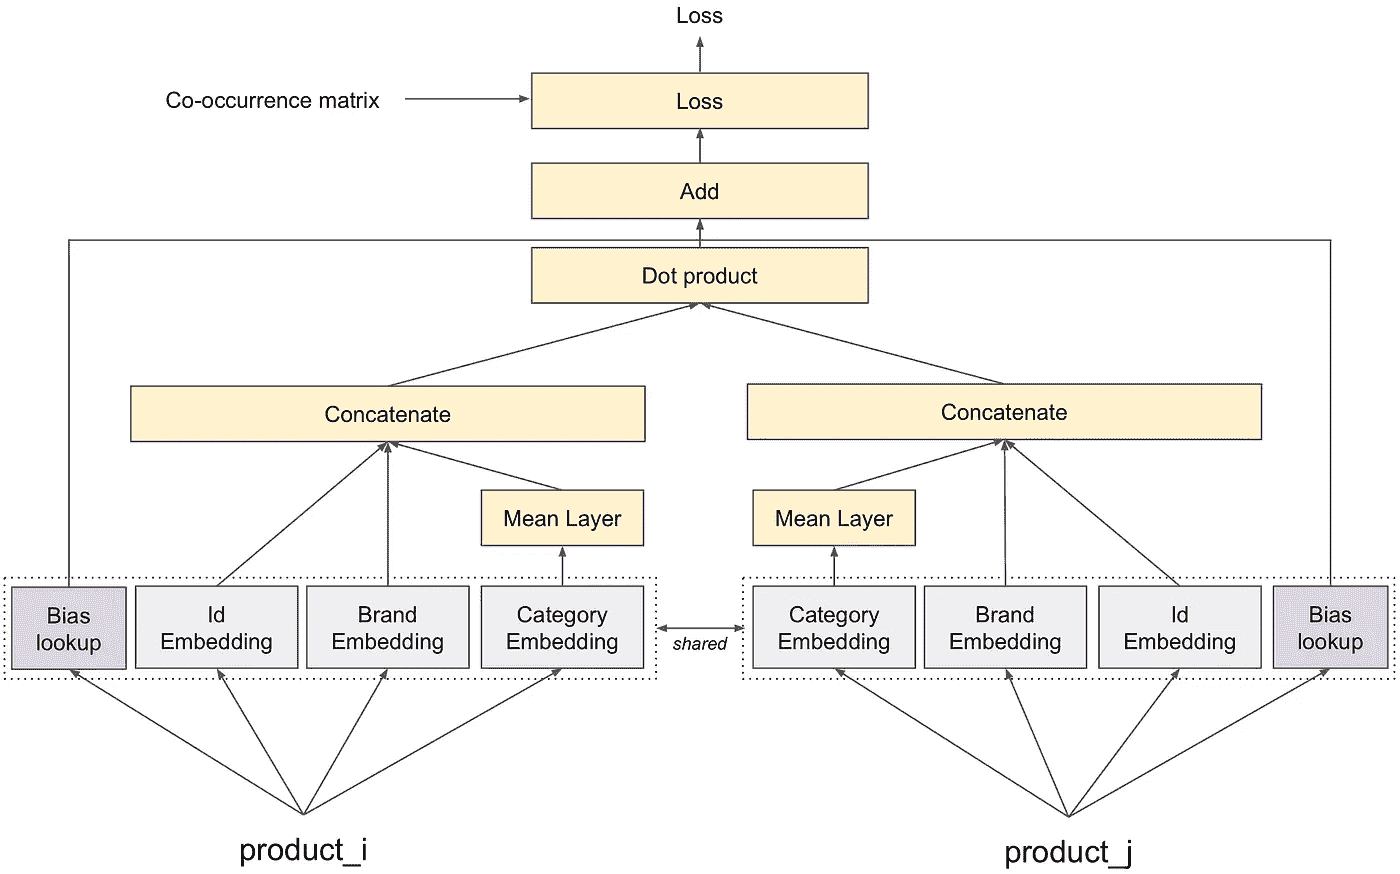 Loss
Co-occurrence matrix
Loss
Add
Dot product
Concatenate
Concatenate
Mean Layer
Mean Layer
Bias
lookup
Id
Embedding
Brand
Embedding
Category
Embedding
shared
Category
Embedding
Brand
Embedding
Id
Embedding
Bias
lookup
product_i
product_j